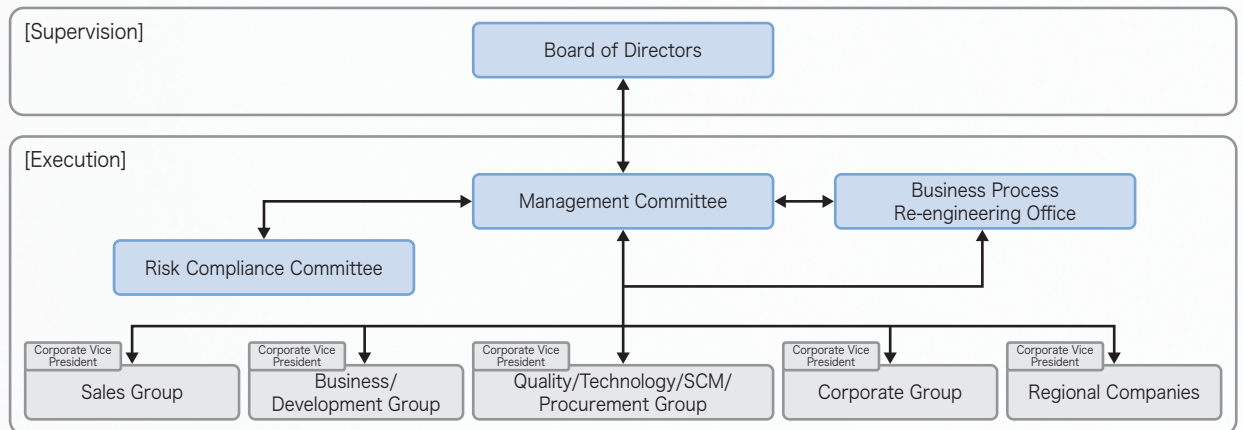 [Supervision]
Board of Directors
[Execution]
Management Committee
Business Process
Re-engineering Office
Risk Compliance Committee
Corporate Vice
President
Sales Group
Corporate Vice
President
Business/
Development Group
Corporate Vice
President
Quality/Technology/SCM/
Procurement Group
Corporate Vice
President
Corporate Group
Corporate Vice
President
Regional Companies